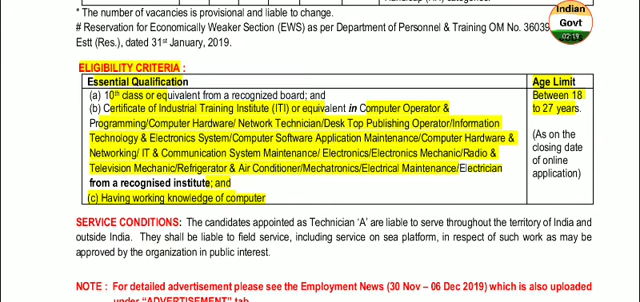 * The number of vacancies is provisional and liable to change.
# Reservation for Economically Weaker Section (EWS) as per Department of Personnel & Training OM No. 36039
Estt (Res.), dated 31st January, 2019.
Indian
Govt
02:19
ELIGIBILITY CRITERIA :
Essential Qualification
Age Limit
(a) 10th class or equivalent from a recognized board; and
(b) Certificate of Industrial Training Institute (ITI) or equivalent in Computer Operator &
Programming/Computer Hardware/ Network Technician/Desk Top Publishing Operator/Information
Technology & Electronics System/Computer Software Application Maintenance/Computer Hardware &
Networking/ IT & Communication System Maintenance/ Electronics/Electronics Mechanic/Radio &
Television Mechanic/Refrigerator & Air Conditioner/Mechatronics/Electrical Maintenance/Electrician
from a recognised institute; and
(c) Having working knowledge of computer
Between 18
to 27 years.
(As on the
closing date
of online
application)
SERVICE CONDITIONS: The candidates appointed as Technician 'A' are liable to serve throughout the territory of India and
outside India. They shall be liable to field service, including service on sea platform, in respect of such work as may be
approved by the organization in public interest.
NOTE : For detailed advertisement please see the Employment News (30 Nov – 06 Dec 2019) which is also uploaded
under "ADVERTISEMENT" tab